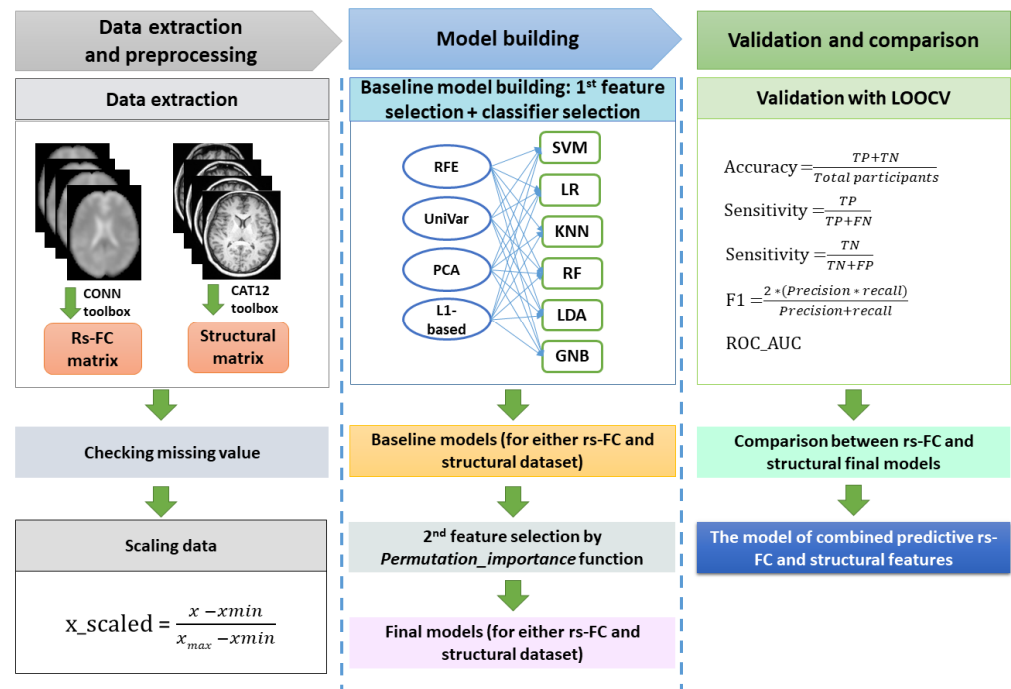 Data extraction
and preprocessing
Data extraction
CONN
toolbox
CAT12
toolbox
Rs-FC
matrix
Structural
matrix
Checking missing value
Scaling data
x_scaled = (x − xmin) / (x_max − xmin)
Model building
Baseline model building: 1st feature
selection + classifier selection
RFE
UniVar
PCA
L1-
based
SVM
LR
KNN
RF
LDA
GNB
Baseline models (for either rs-FC and
structural dataset)
2nd feature selection by
Permutation_importance function
Final models (for either rs-FC and
structural dataset)
Validation and comparison
Validation with LOOCV
Accuracy = (TP+TN) / (Total participants)
Sensitivity = TP / (TP+FN)
Sensitivity = TN / (TN+FP)
F1 = 2 *(Precision * recall) / (Precision+recall)
ROC_AUC
Comparison between rs-FC and
structural final models
The model of combined predictive rs-
FC and structural features